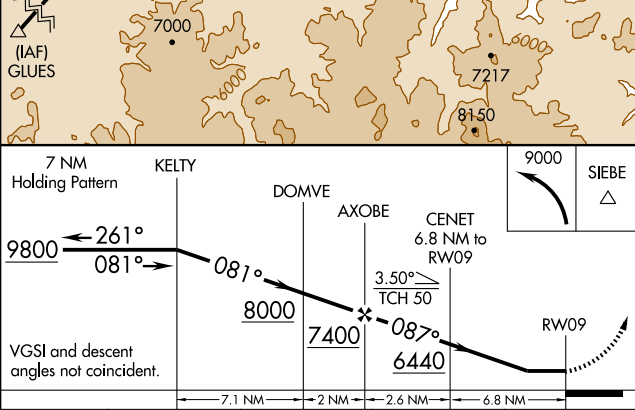 7000
(IAF)
GLUES
6000
6000
7217
8150
7 NM
Holding Pattern
KELTY
DOMVE
AXOBE
CENET
6.8 NM to
RW09
9000
SIEBE
9800
261°
081°
081°
8000
7400
3.50°
TCH 50
087°
6440
RW09
VGSI and descent
angles not coincident.
7.1 NM
2 NM
2.6 NM
6.8 NM